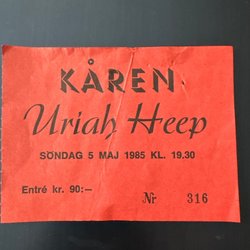 KÅREN
Uriah Heep
SÖNDAG 5 MAJ 1985 KL. 19.30
Entré kr. 90:—
Nr 316